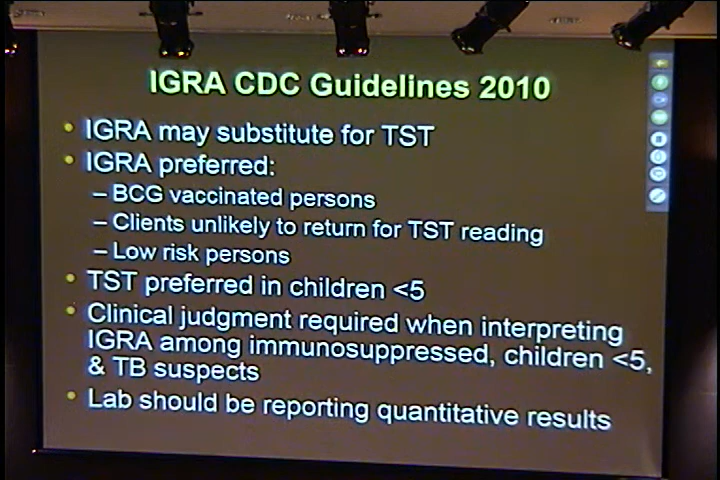 IGRA CDC Guidelines 2010
• IGRA may substitute for TST
• IGRA preferred:
– BCG vaccinated persons
– Clients unlikely to return for TST reading
– Low risk persons
• TST preferred in children <5
• Clinical judgment required when interpreting
IGRA among immunosuppressed, children <5,
& TB suspects
• Lab should be reporting quantitative results